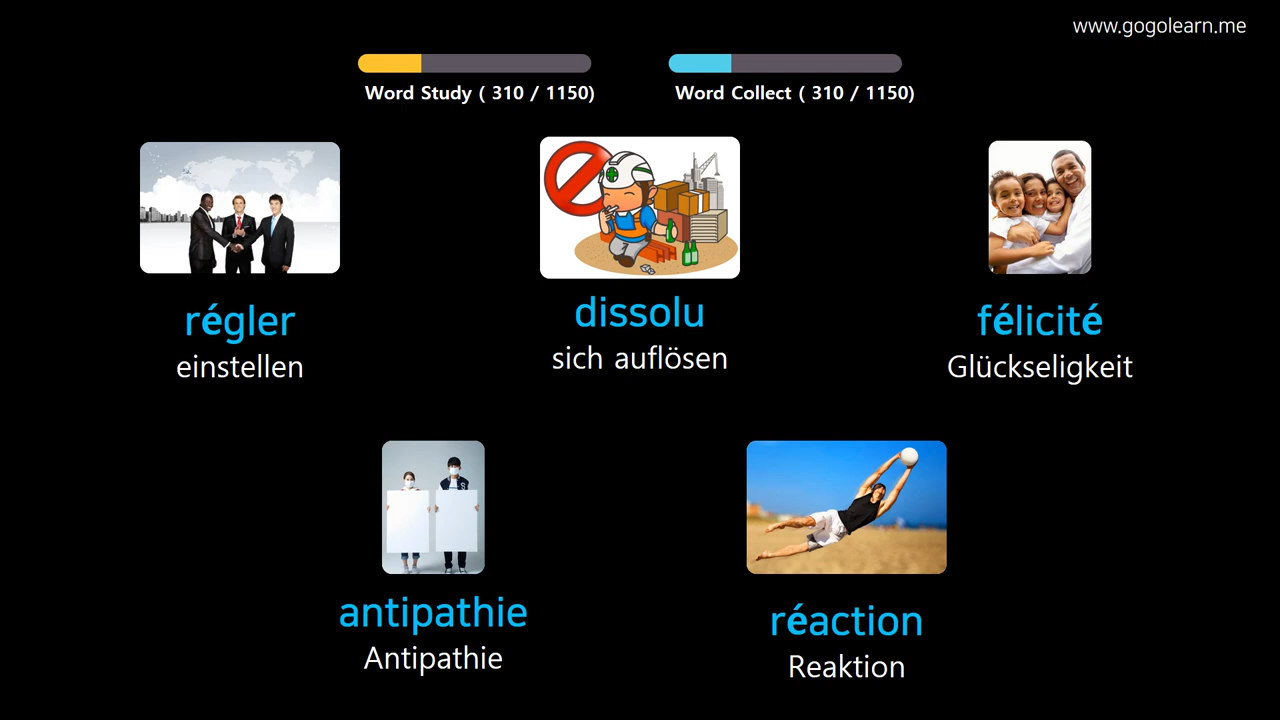 www.gogolearn.me
Word Study ( 310 / 1150)
Word Collect ( 310 / 1150)
régler
einstellen
dissolu
sich auflösen
félicité
Glückseligkeit
antipathie
Antipathie
réaction
Reaktion